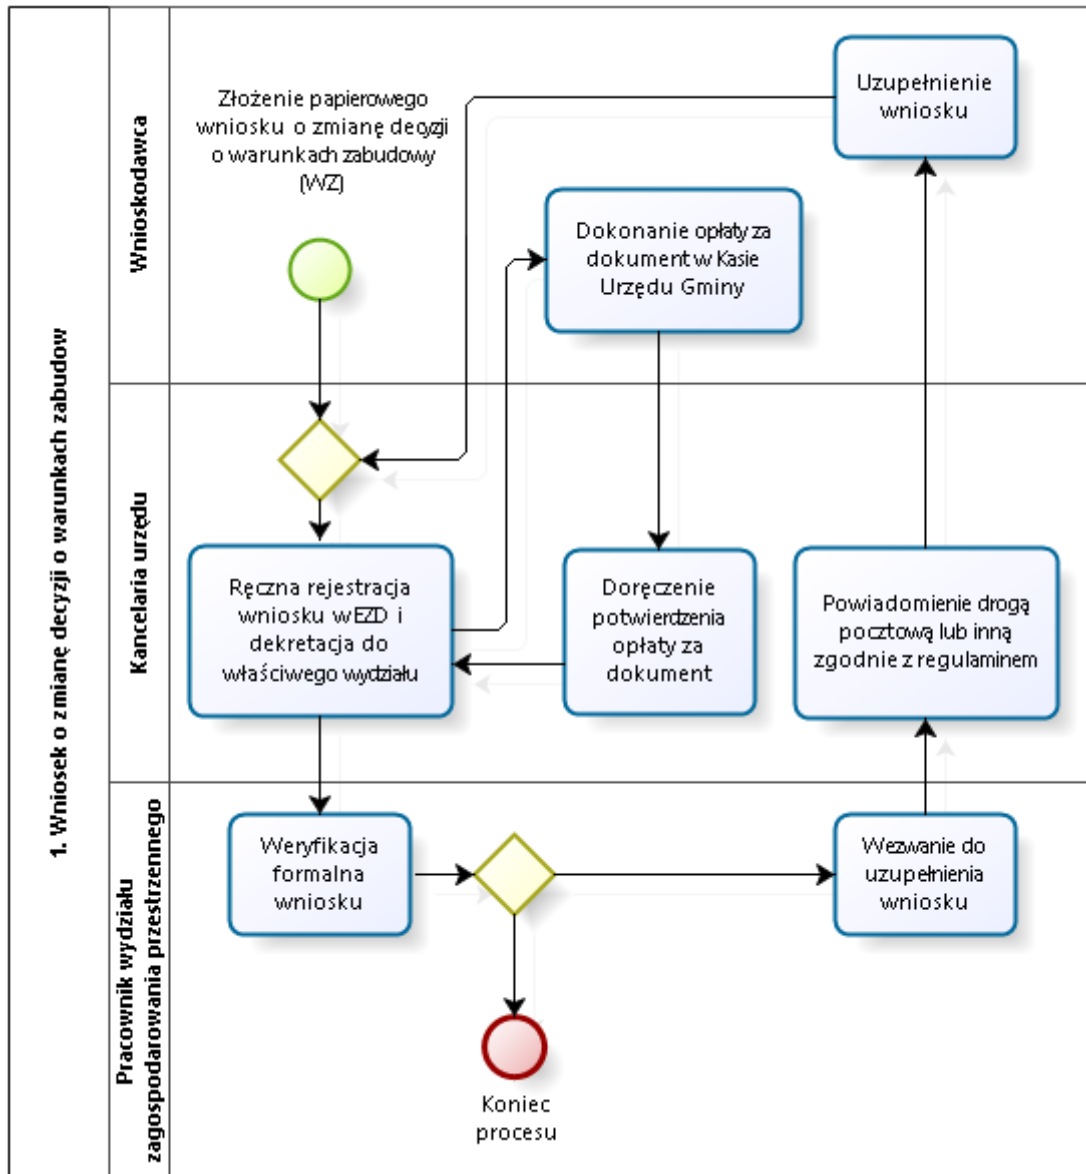 1. Wniosek o zmianę decyzji o warunkach zabudow
Wnioskodawca
Złożenie papierowego
wniosku o zmianę decyzji
o warunkach zabudowy
(WZ)
Uzupełnienie
wniosku
Dokonanie opłaty za
dokument w Kasie
Urzędu Gminy
Kancelaria urzędu
Ręczna rejestracja
wniosku w EZD i
dekretacja do
właściwego wydziału
Doręczenie
potwierdzenia
opłaty za
dokument
Powiadomienie drogą
pocztową lub inną
zgodnie z regulaminem
Pracownik wydziału
zagospodarowania przestrzennego
Weryfikacja
formalna
wniosku
Wezwanie do
uzupełnienia
wniosku
Koniec
procesu